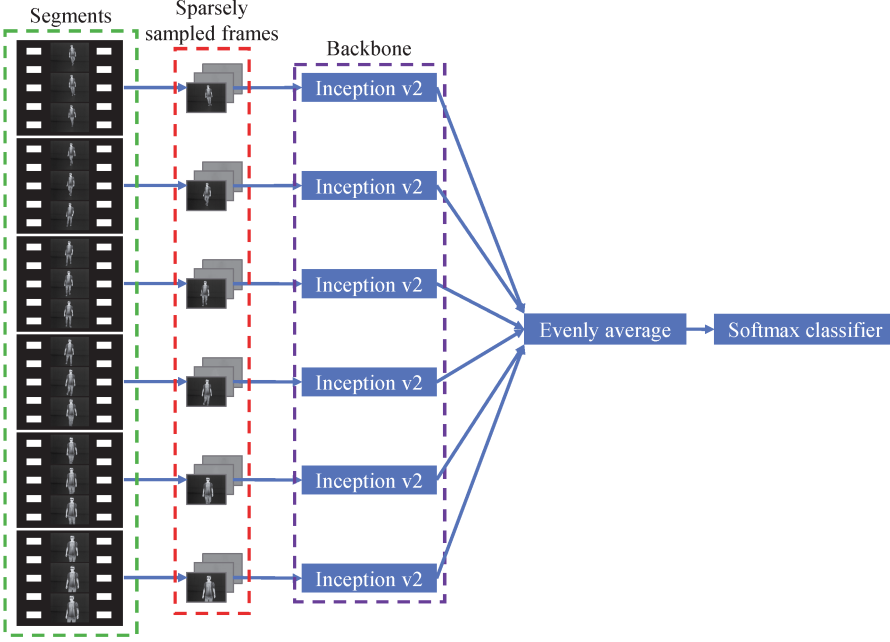 Segments
Sparsely
sampled frames
Backbone
Inception v2
Inception v2
Inception v2
Inception v2
Inception v2
Inception v2
Evenly average
Softmax classifier